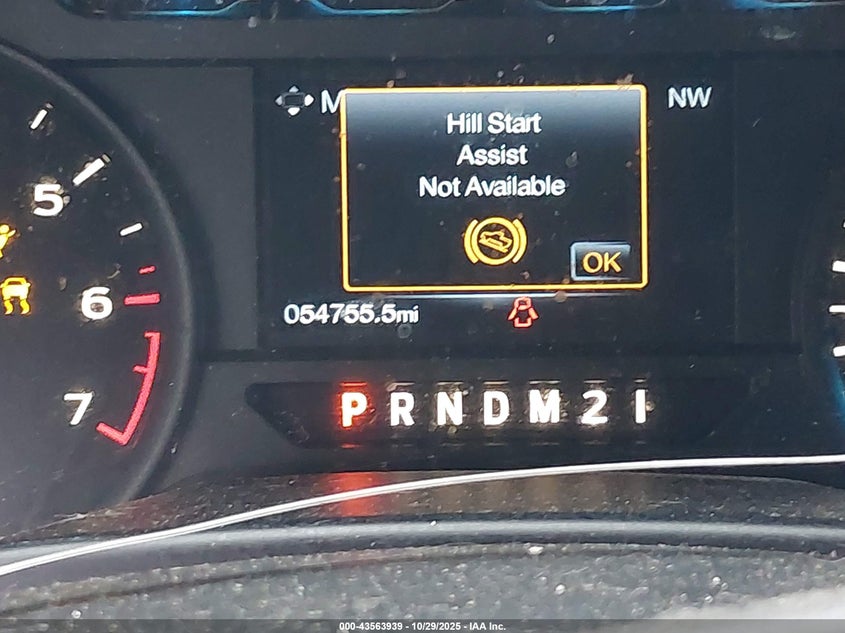 M
NW
Hill Start
Assist
Not Available
OK
5
6
7
054755.5mi
P R N D M 2 1
000-43563939 - 10/29/2025 - IAA Inc.